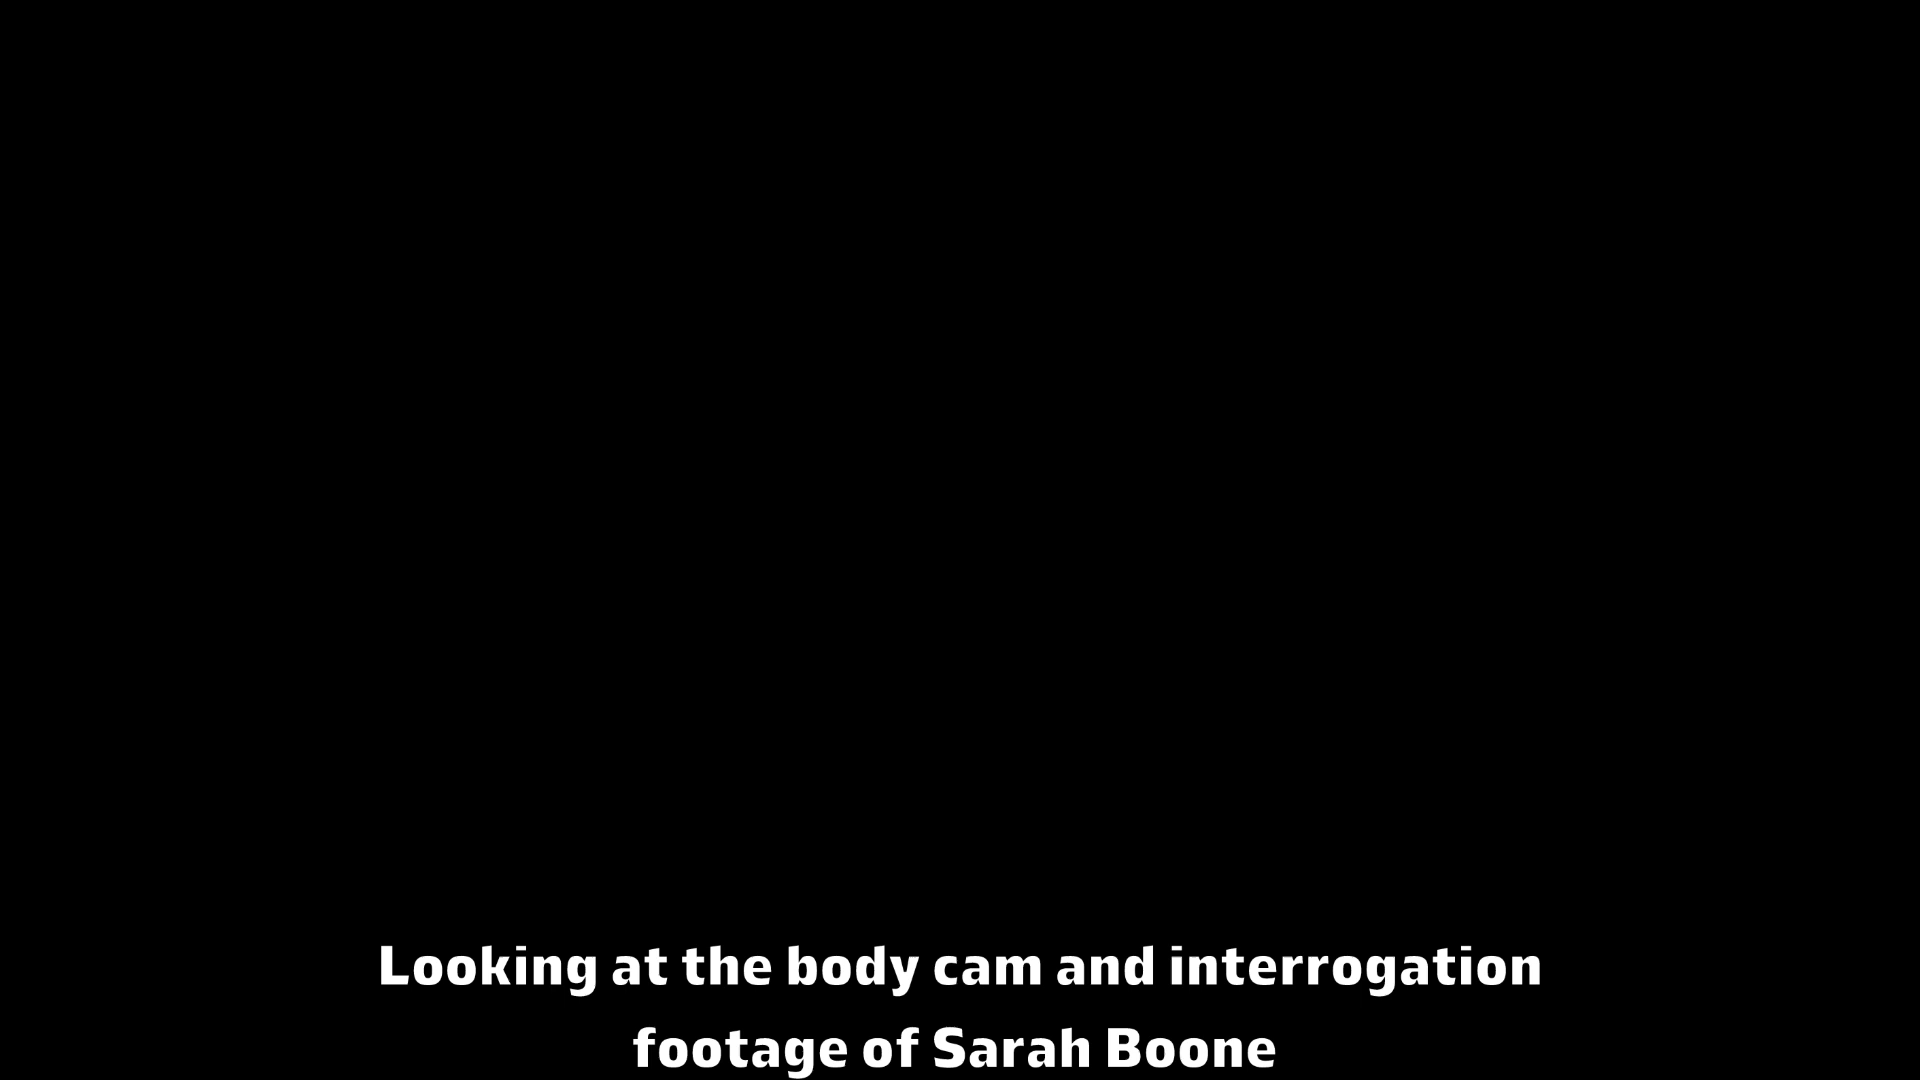 Looking at the body cam and interrogation
footage of Sarah Boone